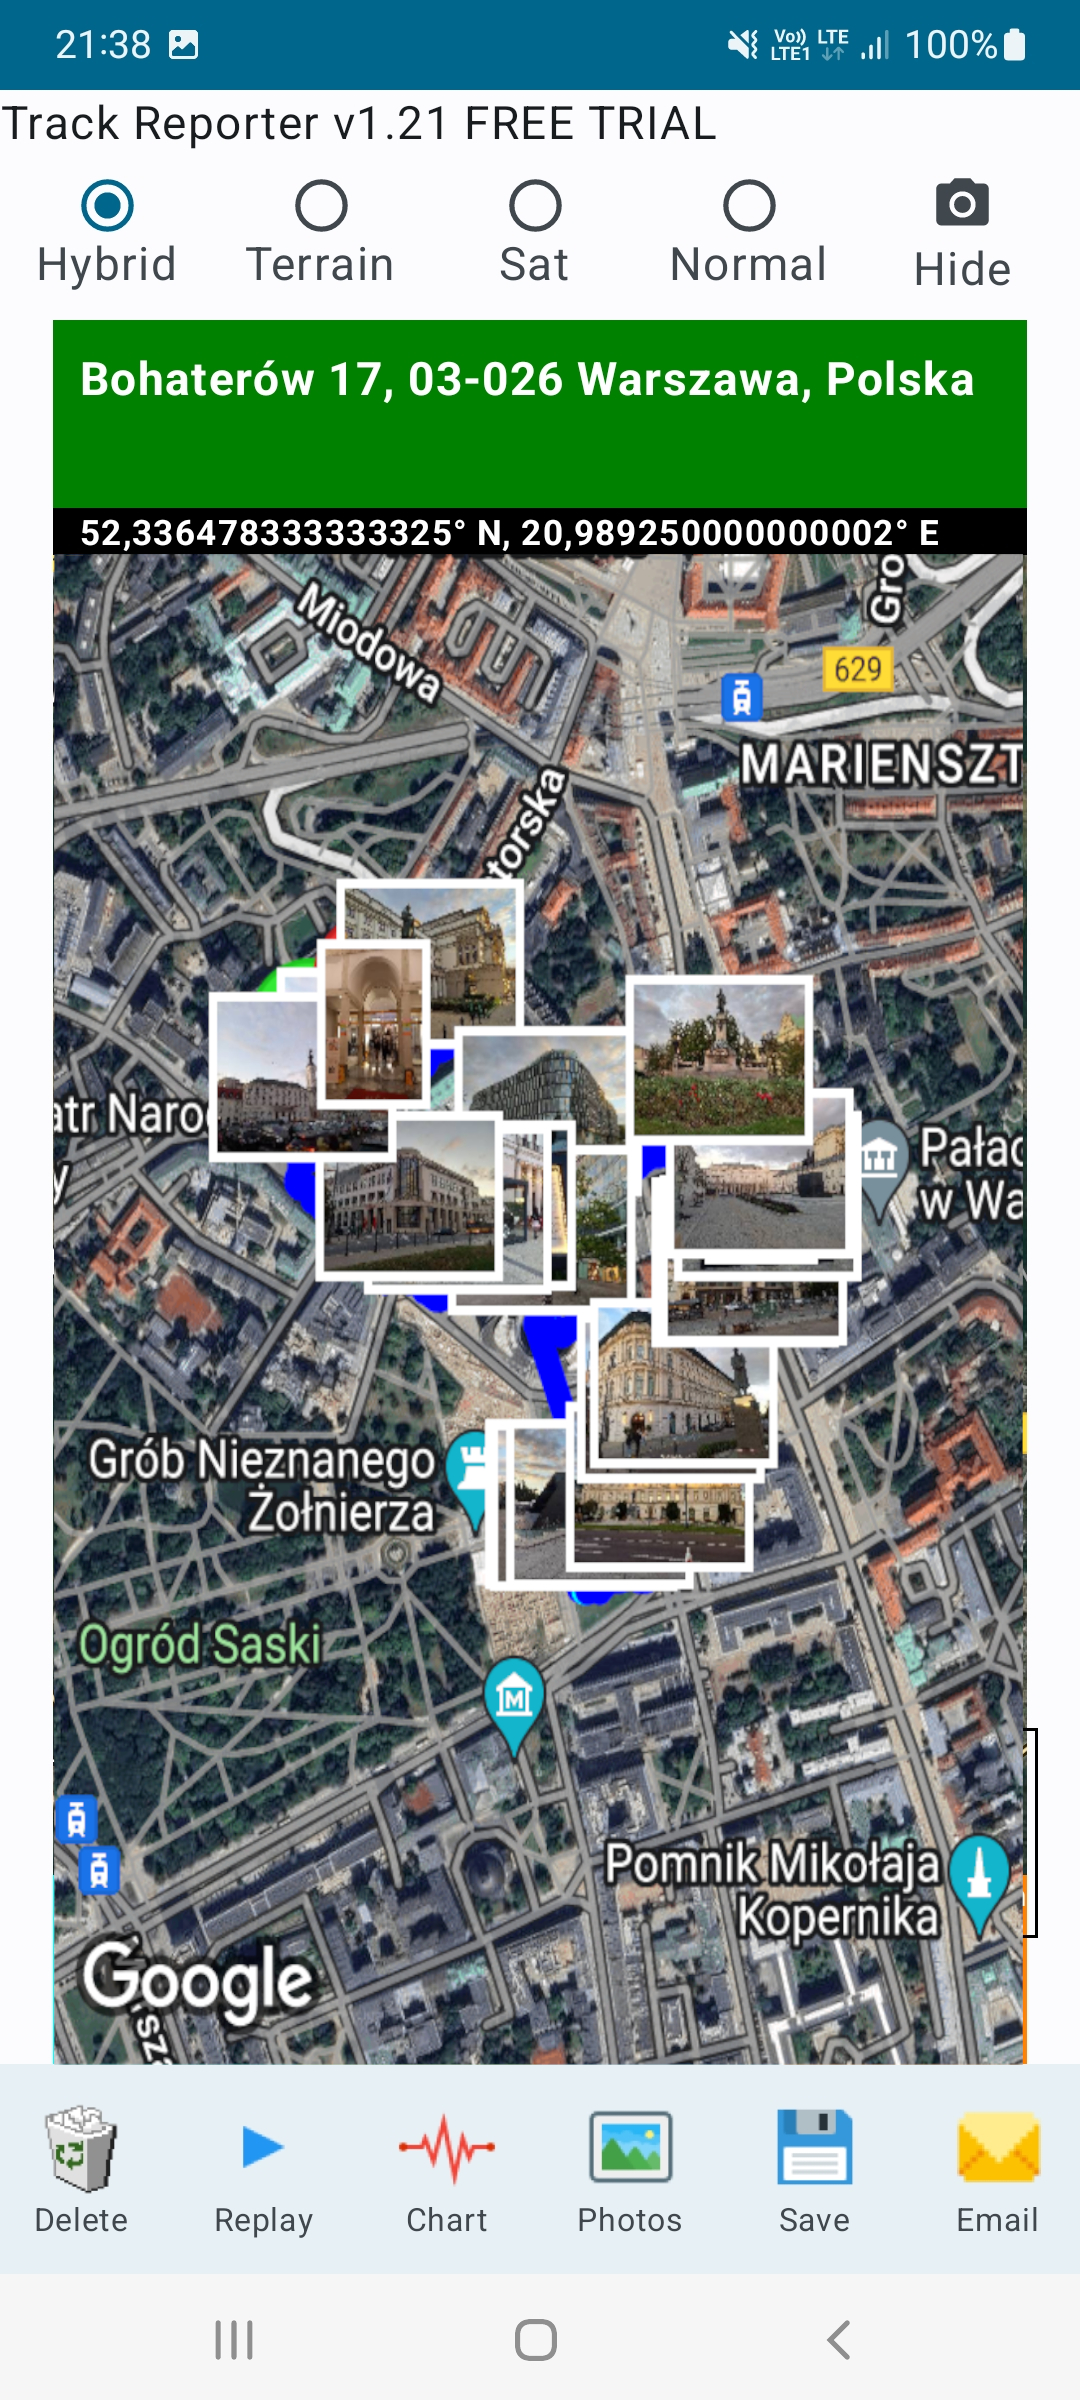 21:38
Vo)) LTE
LTE1
100%
Track Reporter v1.21 FREE TRIAL
Hybrid
Terrain
Sat
Normal
Hide
Bohaterów 17, 03-026 Warszawa, Polska
52,336478333333325° N, 20,989250000000002° E
Gro
Miodowa
629
MARIENSZT
torska
atr Naro
y
Pałac
w Wa
Grób Nieznanego
Żołnierza
Ogród Saski
M
Pomnik Mikołaja
Kopernika
Google
sz
Delete
Replay
Chart
Photos
Save
Email